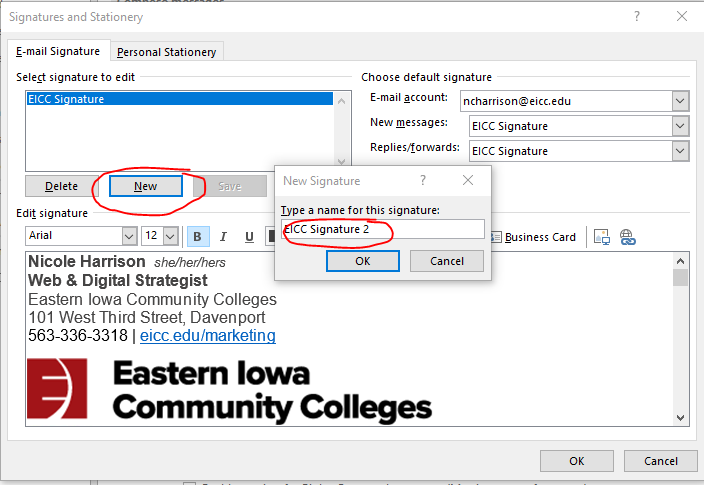 Signatures and Stationery
E-mail Signature
Personal Stationery
Select signature to edit
EICC Signature
Delete
New
Save
Choose default signature
E-mail account:
ncharrison@eicc.edu
New messages:
EICC Signature
Replies/forwards:
EICC Signature
New Signature
Type a name for this signature:
EICC Signature 2
OK
Cancel
Edit signature
Arial
12
B
I
U
Business Card
Nicole Harrison she/her/hers
Web & Digital Strategist
Eastern Iowa Community Colleges
101 West Third Street, Davenport
563-336-3318 | eicc.edu/marketing
Eastern Iowa
Community Colleges
OK
Cancel